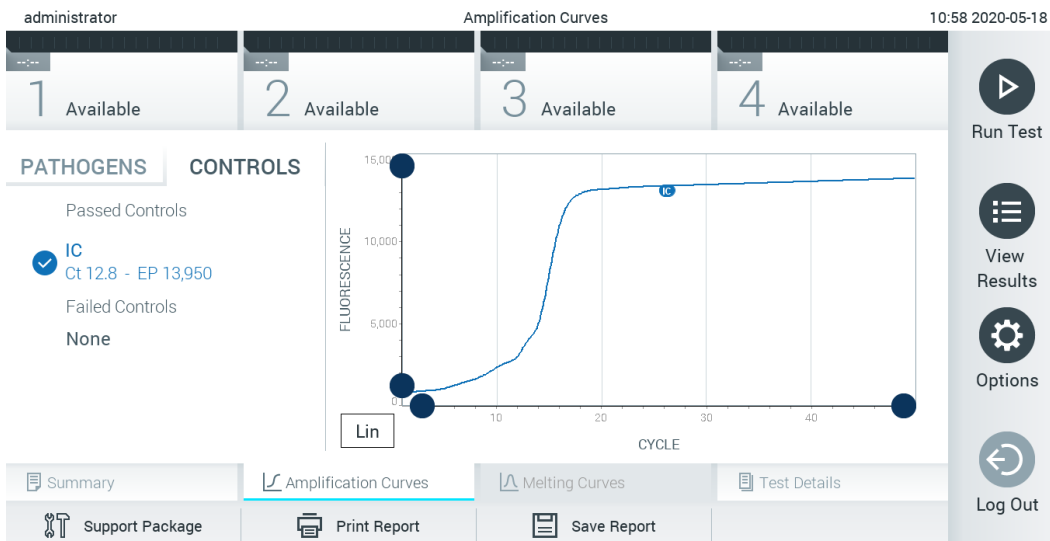 administrator
Amplification Curves
10:58 2020-05-18
--:--
--:--
--:--
--:--
1 Available
2 Available
3 Available
4 Available
Run Test
PATHOGENS
CONTROLS
Passed Controls
IC
Ct 12.8 - EP 13,950
Failed Controls
None
FLUORESCENCE
10,000
5,000
0
IC
10
20
30
40
CYCLE
Lin
View
Results
Options
Log Out
Summary
Amplification Curves
Melting Curves
Test Details
Support Package
Print Report
Save Report